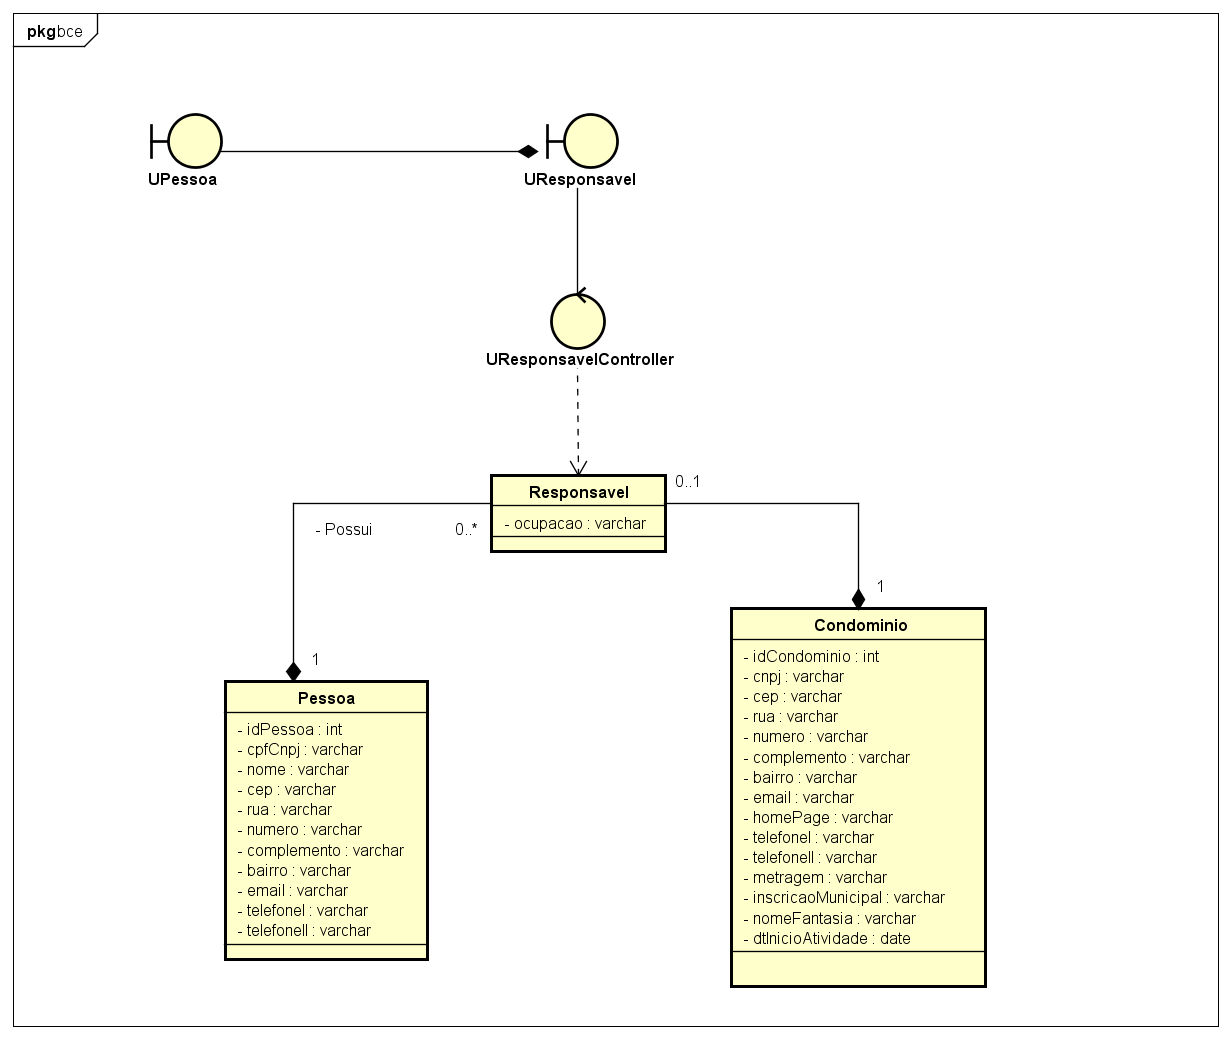 pkg bce
UPessoa
UResponsavel
UResponsavelController
Responsavel
- ocupacao : varchar
0..1
- Possui
0..*
1
1
Pessoa
- idPessoa : int
- cpfCnpj : varchar
- nome : varchar
- cep : varchar
- rua : varchar
- numero : varchar
- complemento : varchar
- bairro : varchar
- email : varchar
- telefoneI : varchar
- telefoneII : varchar
Condominio
- idCondominio : int
- cnpj : varchar
- cep : varchar
- rua : varchar
- numero : varchar
- complemento : varchar
- bairro : varchar
- email : varchar
- homePage : varchar
- telefoneI : varchar
- telefoneII : varchar
- metragem : varchar
- inscricaoMunicipal : varchar
- nomeFantasia : varchar
- dtInicioAtividade : date